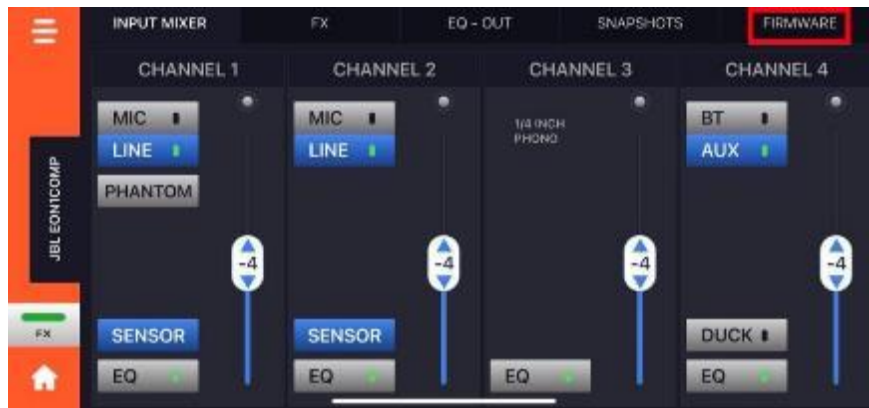 INPUT MIXER FX EQ - OUT SNAPSHOTS FIRMWARE
CHANNEL 1 CHANNEL 2 CHANNEL 3 CHANNEL 4
MIC MIC 1/4 INCH BT
LINE LINE PHONO AUX
PHANTOM
JBL EON1COMP
-4 -4 -4 -4
FX SENSOR SENSOR DUCK
EQ EQ EQ EQ